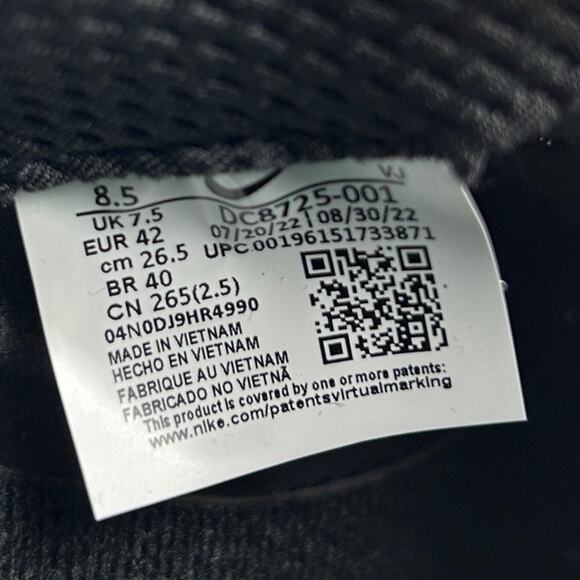 VJ
8.5
DC8725-001
UK 7.5
07/20/22 | 08/30/22
EUR 42
UPC 00196151733871
cm 26.5
BR 40
CN 265(2.5)
04N0DJ9HR4990
MADE IN VIETNAM
HECHO EN VIETNAM
FABRIQUE AU VIETNAM
FABRICADO NO VIETNÃ
This product is covered by one or more patents:
www.nike.com/patentsvirtualmarking